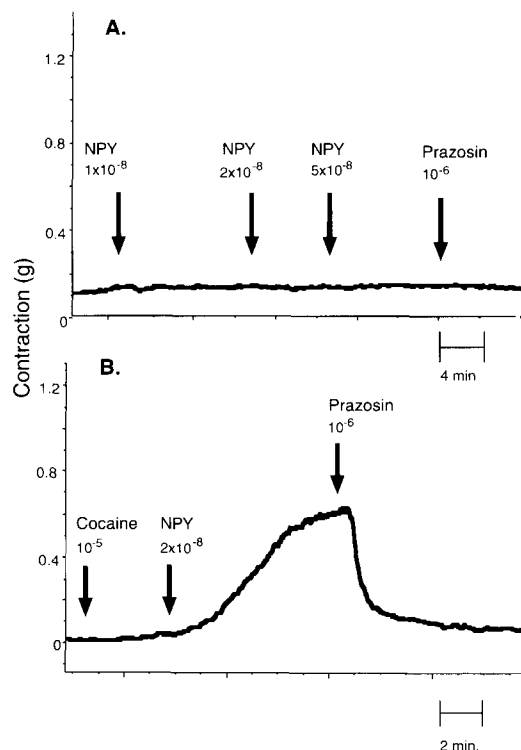 A.
1.2
0.8
NPY
1x10-8
NPY
2x10-8
NPY
5x10-8
Prazosin
10-6
0.4
0
4 min
Contraction (g)
B.
1.2
Prazosin
10-6
0.8
Cocaine
10-5
NPY
2x10-8
0.4
0
2 min.